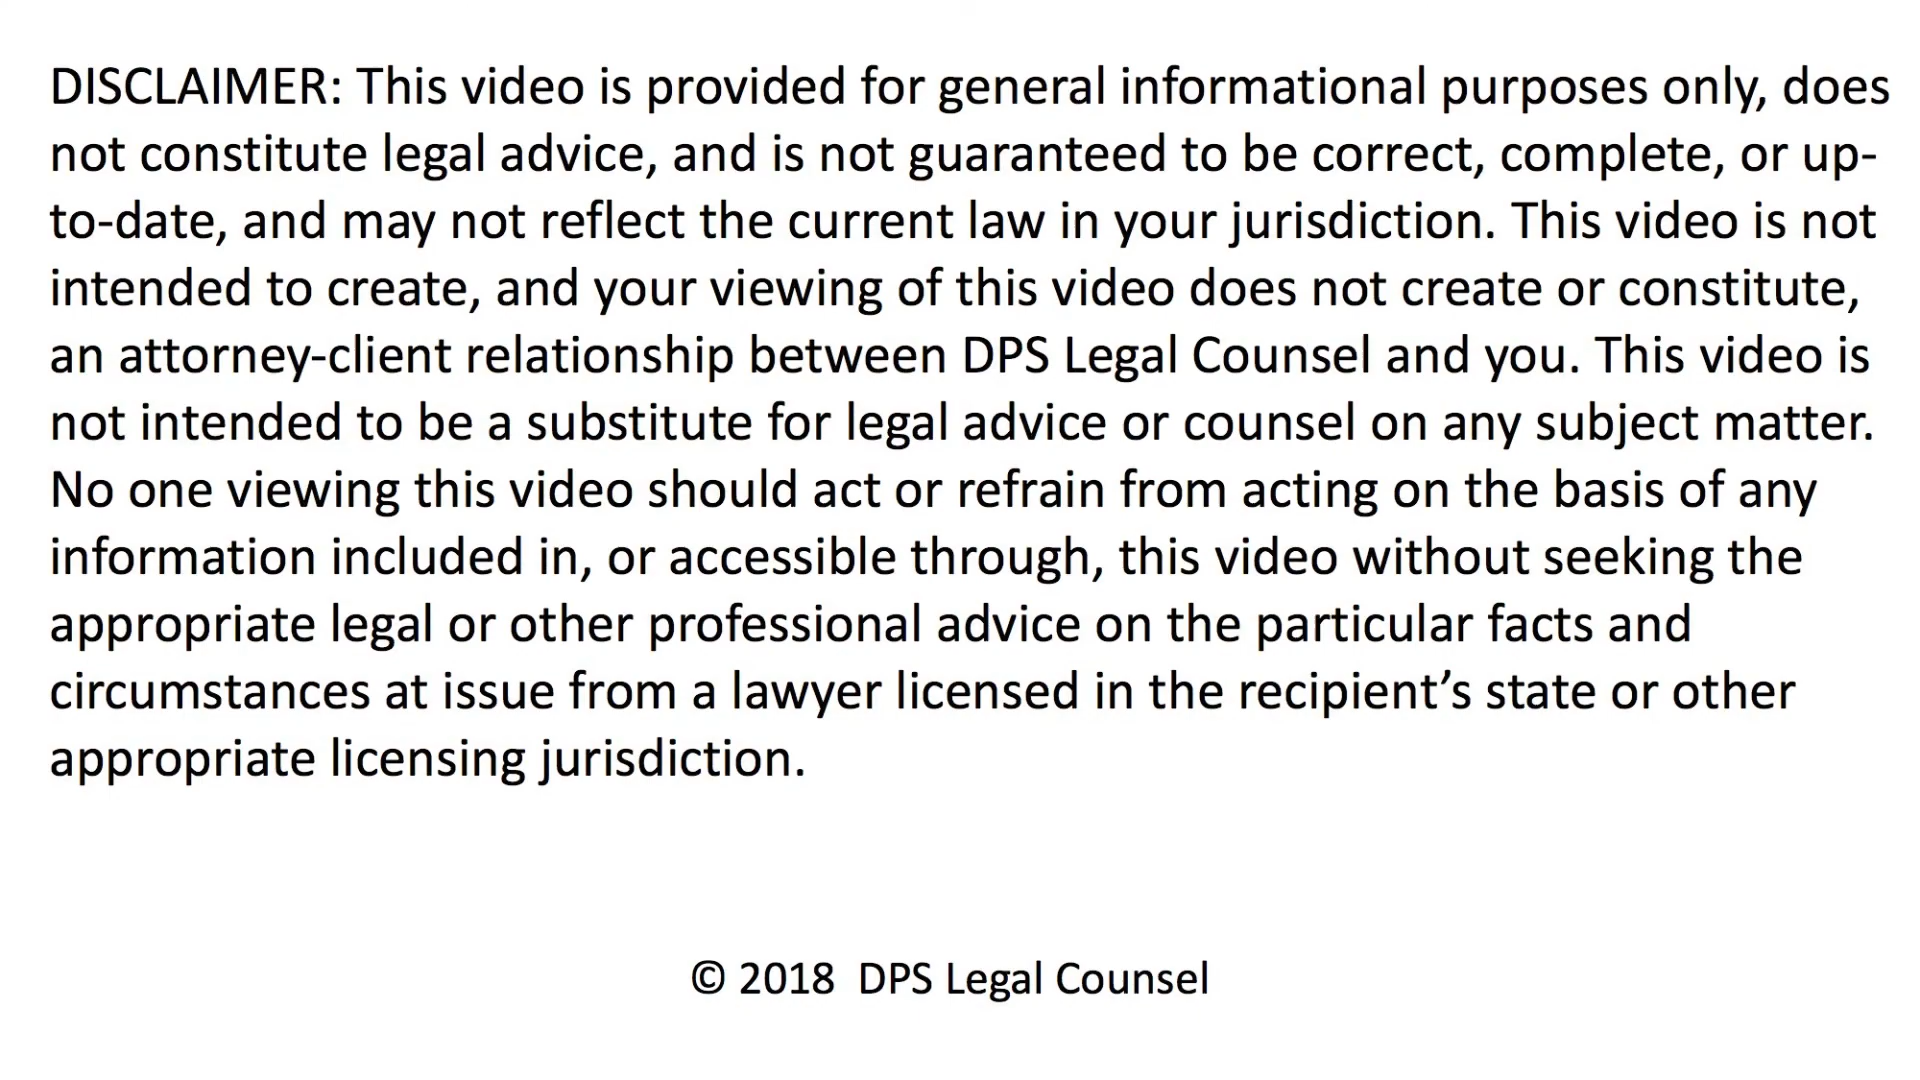 DISCLAIMER: This video is provided for general informational purposes only, does
not constitute legal advice, and is not guaranteed to be correct, complete, or up-
to-date, and may not reflect the current law in your jurisdiction. This video is not
intended to create, and your viewing of this video does not create or constitute,
an attorney-client relationship between DPS Legal Counsel and you. This video is
not intended to be a substitute for legal advice or counsel on any subject matter.
No one viewing this video should act or refrain from acting on the basis of any
information included in, or accessible through, this video without seeking the
appropriate legal or other professional advice on the particular facts and
circumstances at issue from a lawyer licensed in the recipient’s state or other
appropriate licensing jurisdiction.
© 2018  DPS Legal Counsel